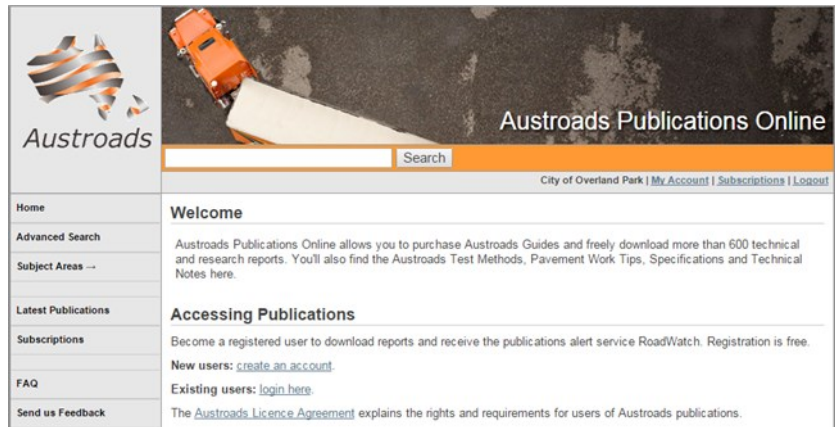 Austroads
Austroads Publications Online
Search
City of Overland Park | My Account | Subscriptions | Logout
Home
Advanced Search
Subject Areas →
Latest Publications
Subscriptions
FAQ
Send us Feedback
Welcome
Austroads Publications Online allows you to purchase Austroads Guides and freely download more than 600 technical
and research reports. You'll also find the Austroads Test Methods, Pavement Work Tips, Specifications and Technical
Notes here.
Accessing Publications
Become a registered user to download reports and receive the publications alert service RoadWatch. Registration is free.
New users: create an account.
Existing users: login here.
The Austroads Licence Agreement explains the rights and requirements for users of Austroads publications.